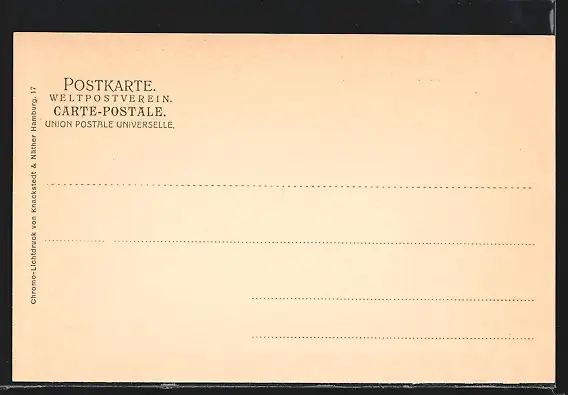 POSTKARTE.
WELTPOSTVEREIN.
CARTE-POSTALE.
UNION POSTALE UNIVERSELLE.
Chromo-Lichtdruck von Knackstedt & Näther Hamburg. 17